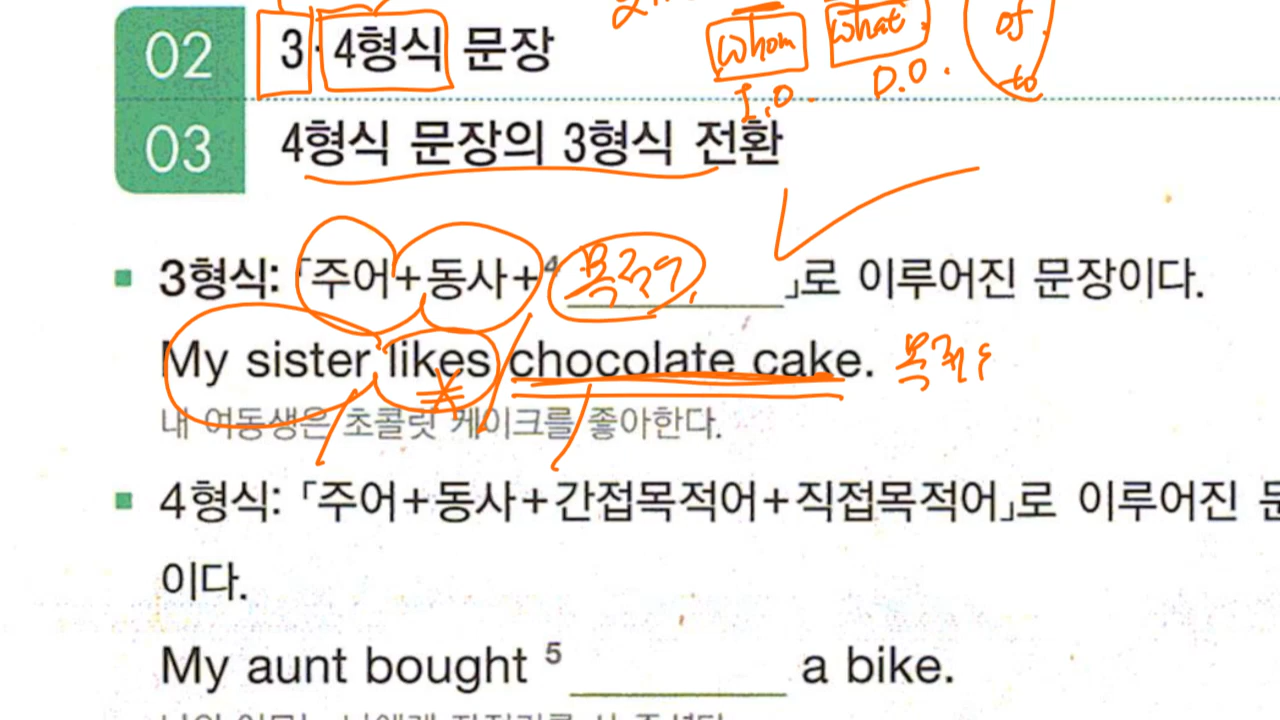 02 3·4형식 문장
whom what of
I.O. D.O. to
03 4형식 문장의 3형식 전환
3형식: 「주어+동사+4 목적어」로 이루어진 문장이다.
My sister likes chocolate cake. 목적어
내 여동생은 초콜릿 케이크를 좋아한다.
4형식: 「주어+동사+간접목적어+직접목적어」로 이루어진
이다.
My aunt bought 5 a bike.